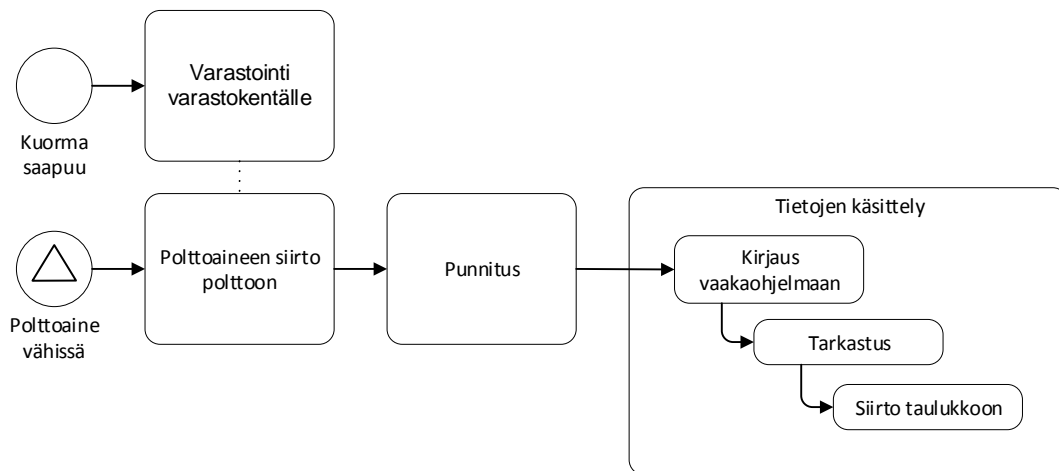 Varastointi
varastokentälle
Kuorma
saapuu
Tietojen käsittely
Polttoaineen siirto
polttoon
Punnitus
Kirjaus
vaakaohjelmaan
Polttoaine
vähissä
Tarkastus
Siirto taulukkoon